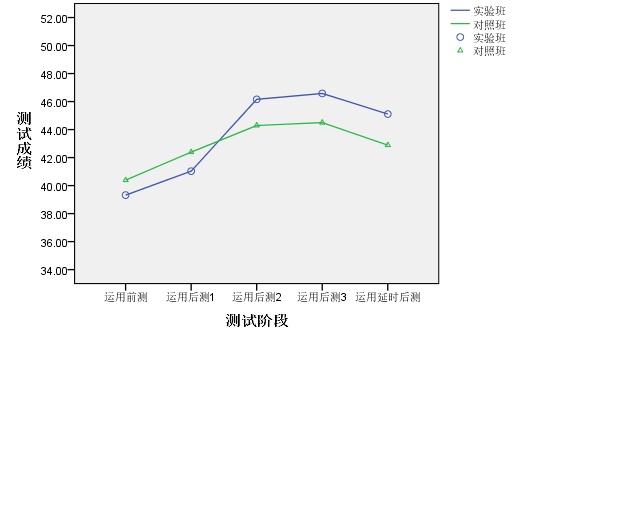 52.00
50.00
48.00
46.00
44.00
42.00
40.00
38.00
36.00
34.00
测试成绩
运用前测
运用后测1
运用后测2
运用后测3
运用延时后测
测试阶段
实验班
对照班
实验班
对照班